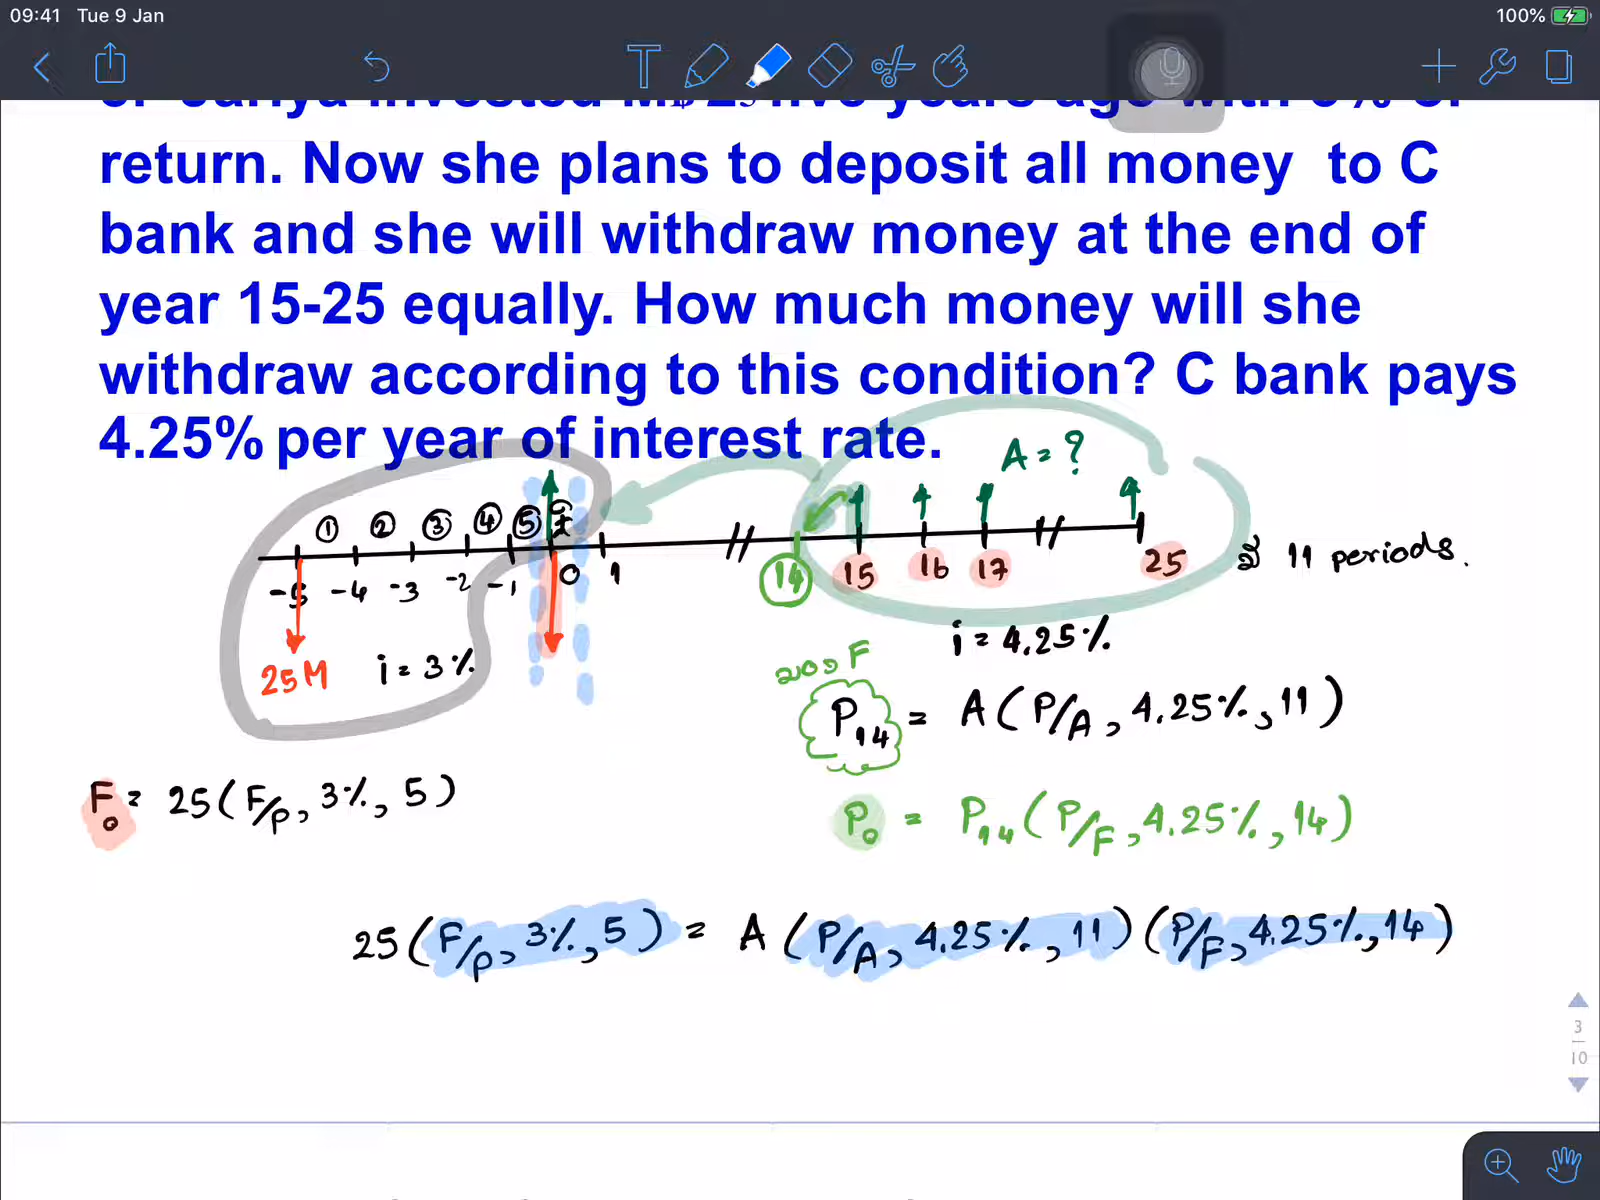 09:41 Tue 9 Jan 100%
return. Now she plans to deposit all money to C
bank and she will withdraw money at the end of
year 15-25 equally. How much money will she
withdraw according to this condition? C bank pays
4.25% per year of interest rate.
A = ?
① ② ③ ④ ⑤
-5 -4 -3 -2 -1 0 1 14 15 16 17 25 มี 11 periods.
25M i = 3% i = 4.25%
P14 = A(P/A, 4.25%, 11)
F0 = 25(F/P, 3%, 5)
P0 = P14(P/F, 4.25%, 14)
25(F/P, 3%, 5) = A(P/A, 4.25%, 11)(P/F, 4.25%, 14)
3
10